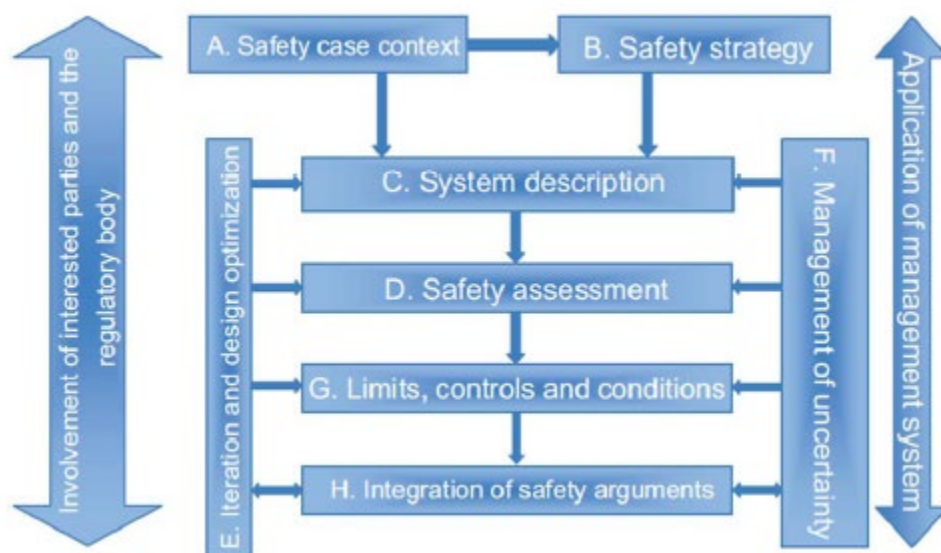 A. Safety case context
B. Safety strategy
Involvement of interested parties and the
regulatory body
E. Iteration and design optimization
C. System description
D. Safety assessment
G. Limits, controls and conditions
H. Integration of safety arguments
F. Management of uncertainty
Application of management system